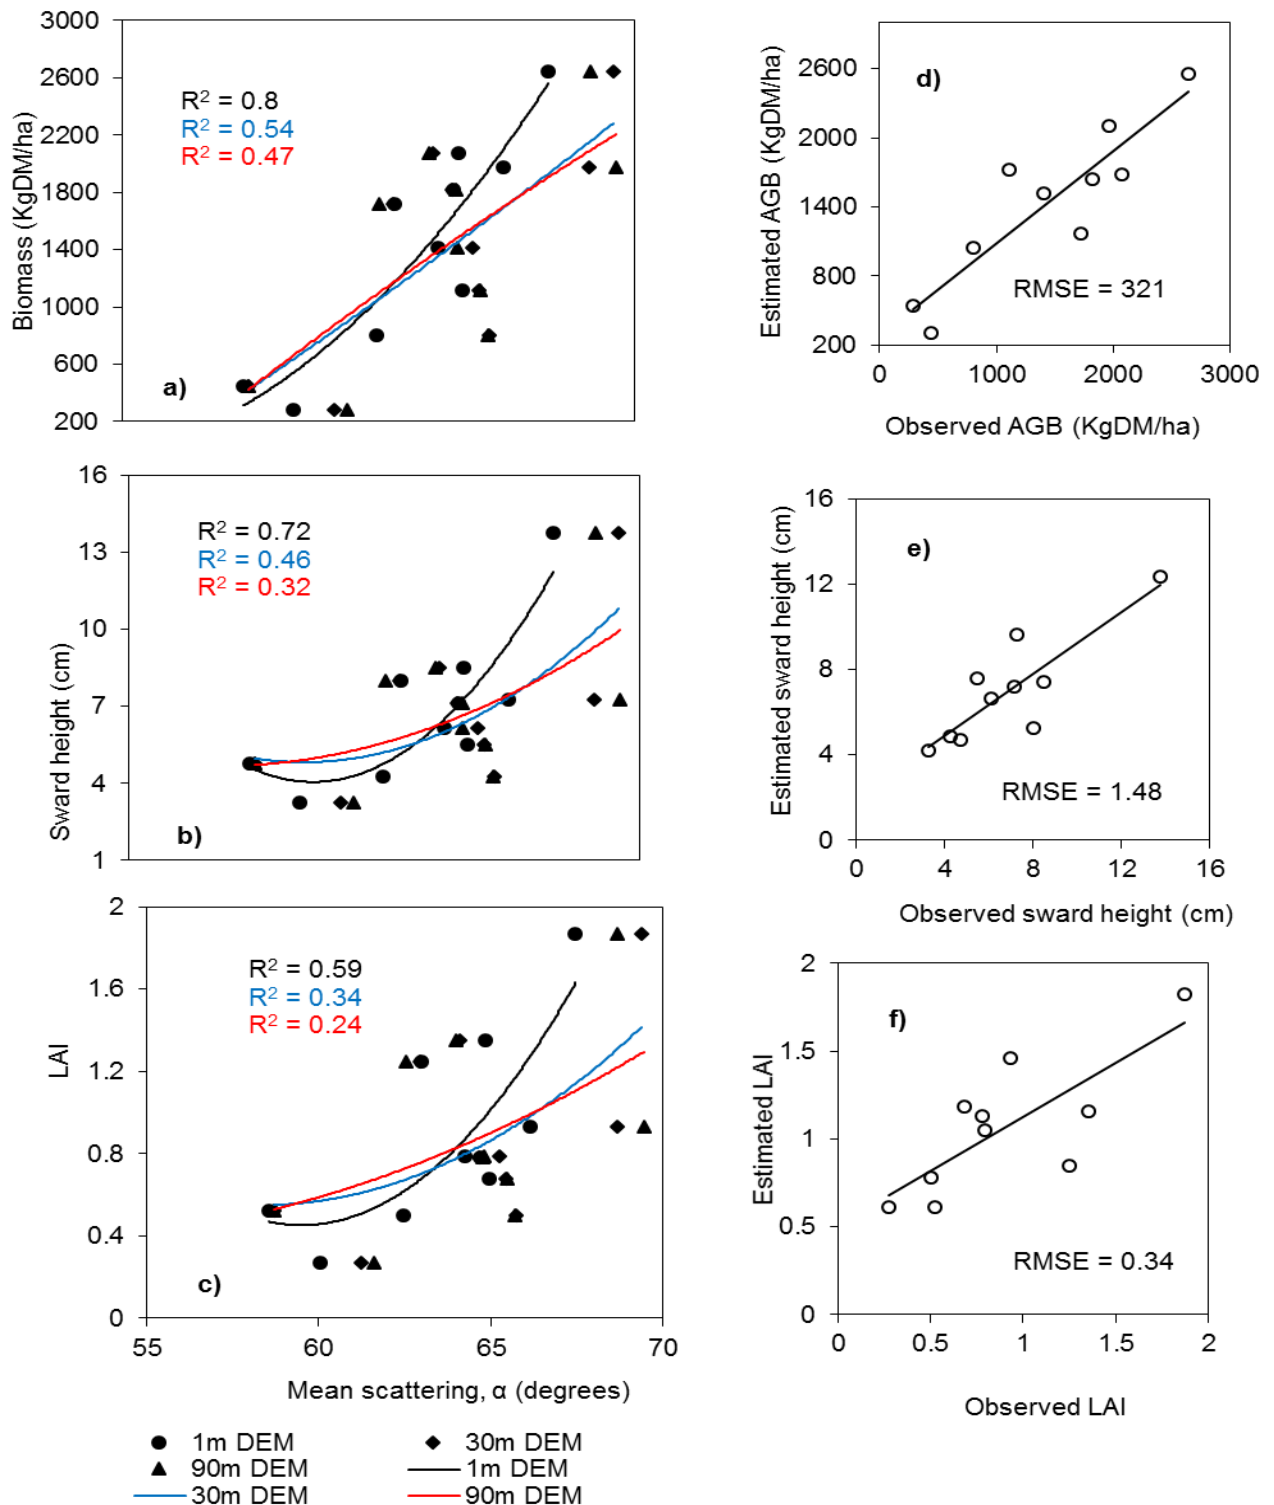 3000
2600
2200
1800
1400
1000
600
200
Biomass (KgDM/ha)
R² = 0.8
R² = 0.54
R² = 0.47
a)
16
13
10
7
4
1
Sward height (cm)
R² = 0.72
R² = 0.46
R² = 0.32
b)
2
1.6
1.2
0.8
0.4
0
LAI
R² = 0.59
R² = 0.34
R² = 0.24
c)
55 60 65 70
Mean scattering, α (degrees)
1m DEM 30m DEM
90m DEM 1m DEM
30m DEM 90m DEM
2600
2000
1400
800
200
Estimated AGB (KgDM/ha)
d)
RMSE = 321
0 1000 2000 3000
Observed AGB (KgDM/ha)
16
12
8
4
0
Estimated sward height (cm)
e)
RMSE = 1.48
0 4 8 12 16
Observed sward height (cm)
2
1.5
1
0.5
0
Estimated LAI
f)
RMSE = 0.34
0 0.5 1 1.5 2
Observed LAI